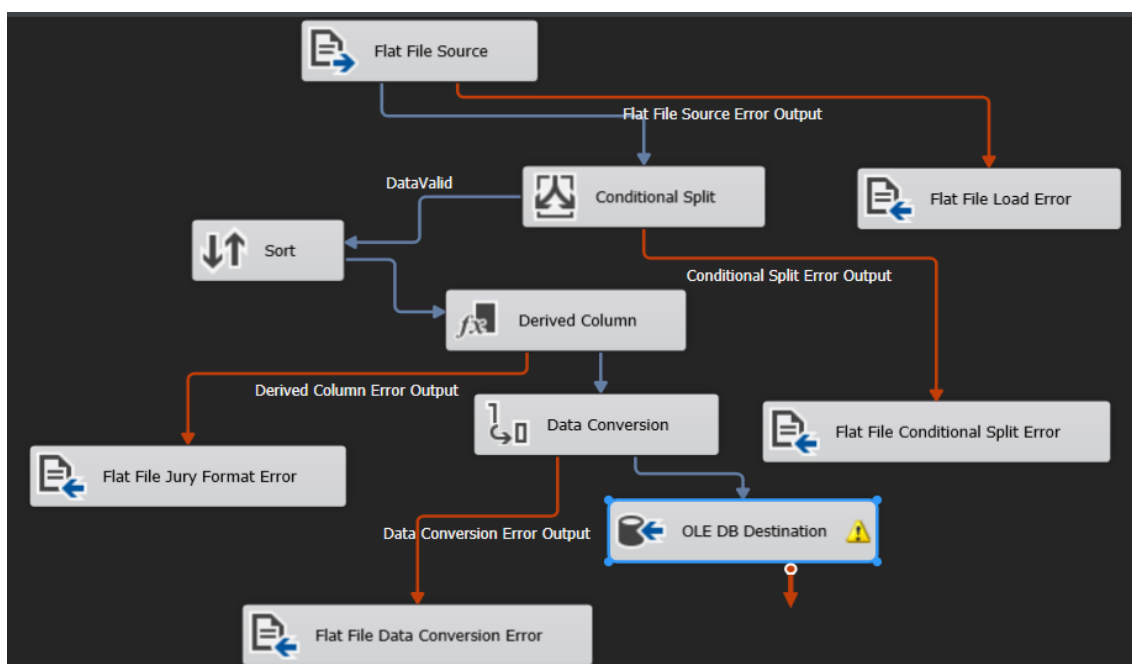 Flat File Source
Flat File Source Error Output
DataValid
Conditional Split
Flat File Load Error
Sort
Conditional Split Error Output
Derived Column
Derived Column Error Output
Data Conversion
Flat File Conditional Split Error
Flat File Jury Format Error
Data Conversion Error Output
OLE DB Destination
Flat File Data Conversion Error